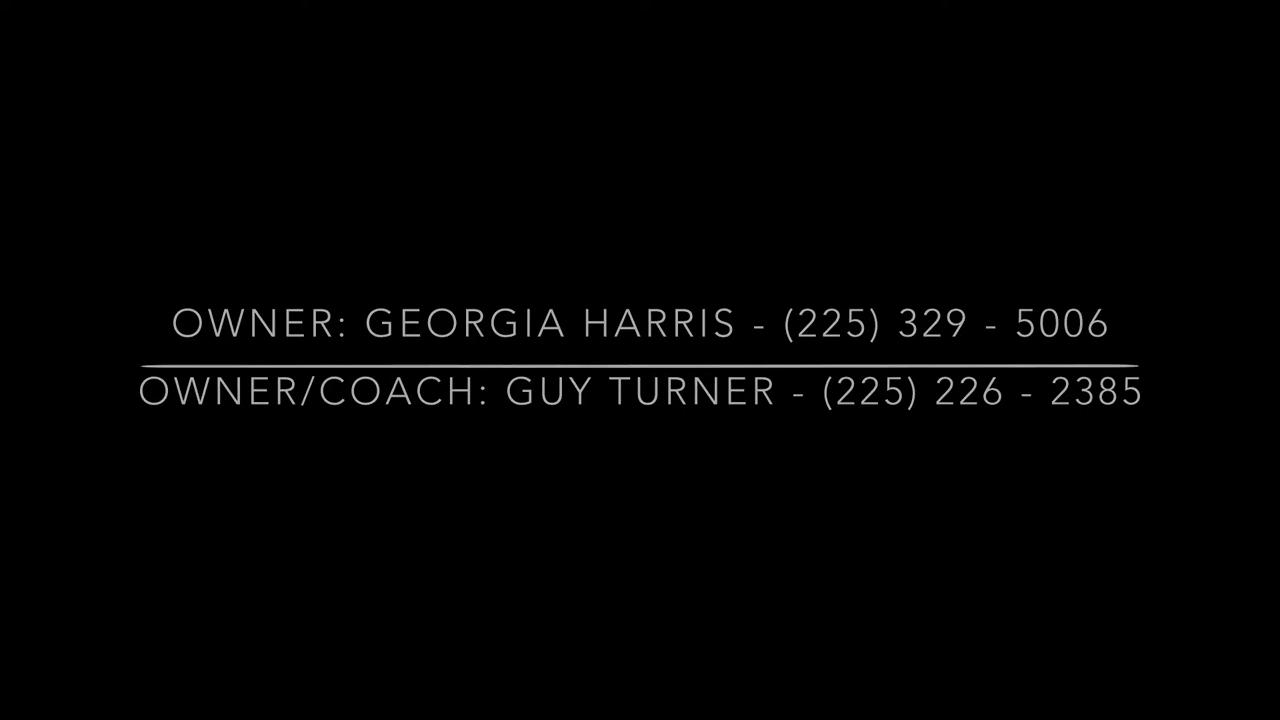 OWNER: GEORGIA HARRIS - (225) 329 - 5006
OWNER/COACH: GUY TURNER - (225) 226 - 2385